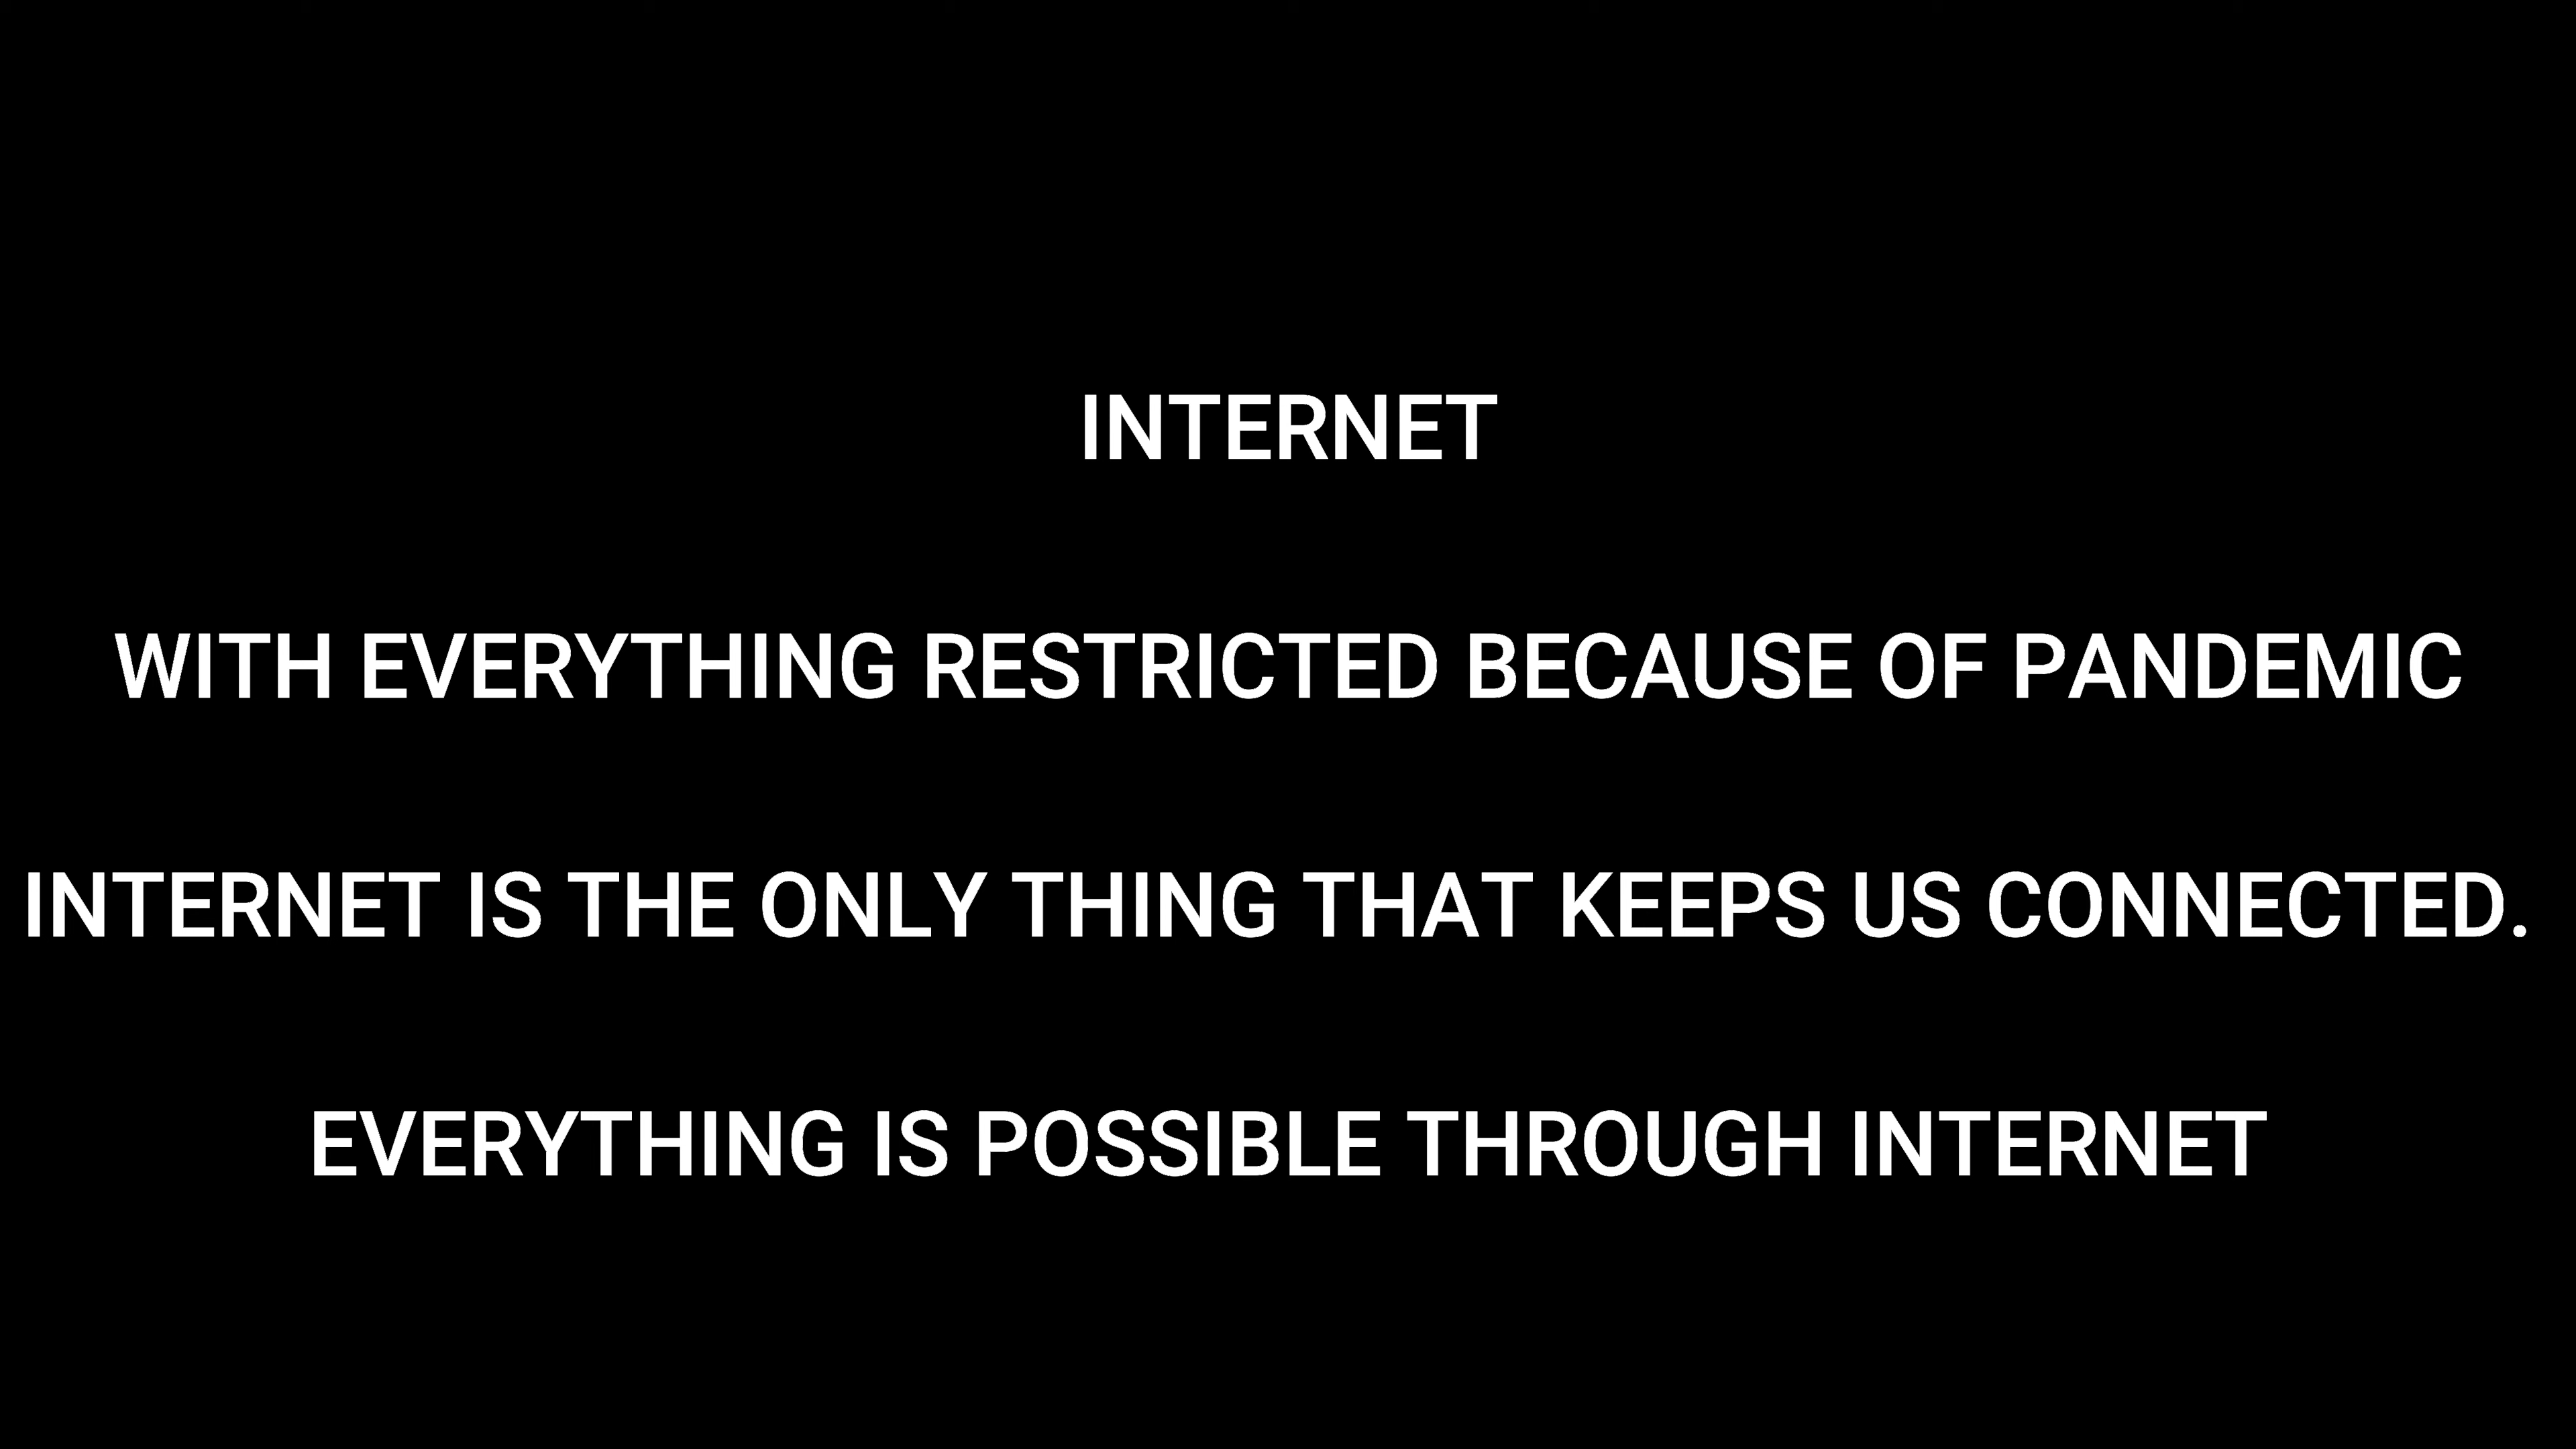 INTERNET
WITH EVERYTHING RESTRICTED BECAUSE OF PANDEMIC
INTERNET IS THE ONLY THING THAT KEEPS US CONNECTED.
EVERYTHING IS POSSIBLE THROUGH INTERNET